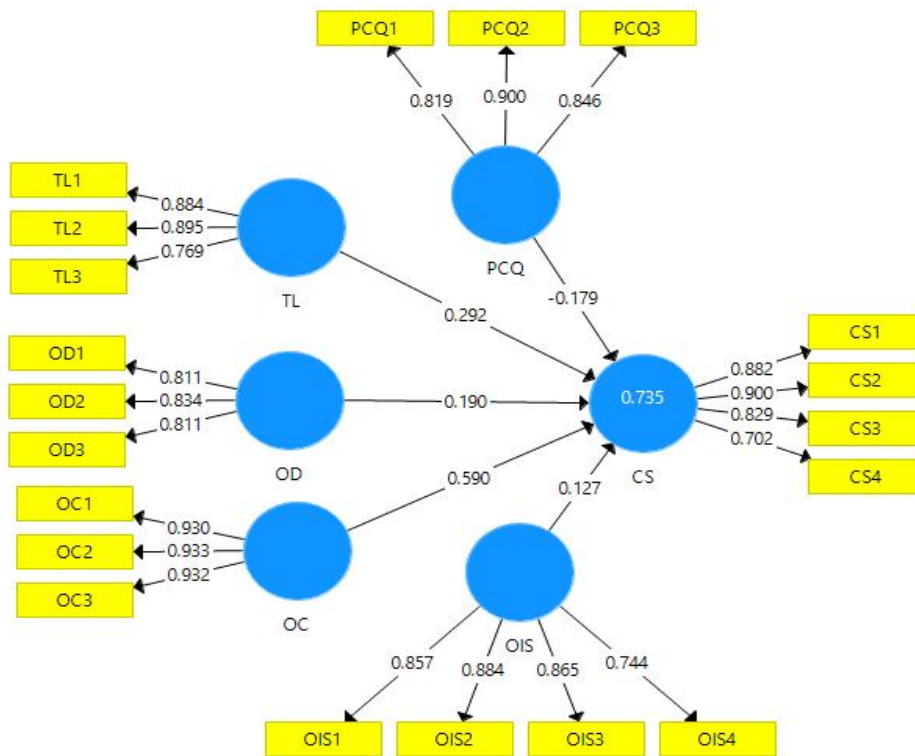 PCQ1 PCQ2 PCQ3
0.819 0.900 0.846
PCQ
TL1
TL2
TL3
0.884
0.895
0.769
TL
-0.179
0.292
OD1
OD2
OD3
0.811
0.834
0.811
OD
0.190
0.735
CS
CS1
CS2
CS3
CS4
0.882
0.900
0.829
0.702
OC1
OC2
OC3
0.930
0.933
0.932
OC
0.590
0.127
OIS
0.857 0.884 0.865 0.744
OIS1 OIS2 OIS3 OIS4